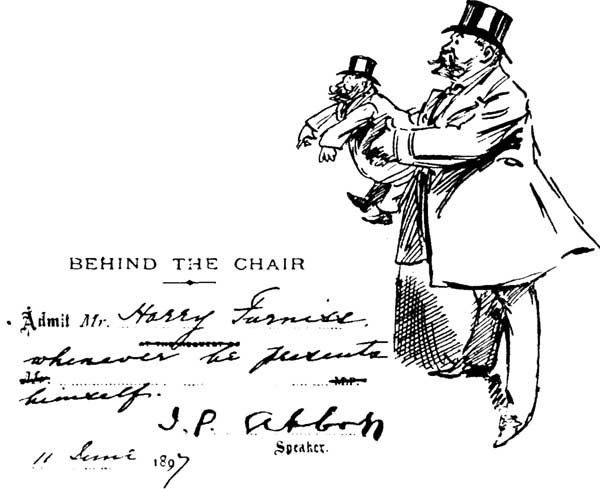 BEHIND THE CHAIR
Admit Mr. Harry Furniss.
whenever he presents
Mr. M.P.
himself.
J. P. Abbott
Speaker.
11 June 1897